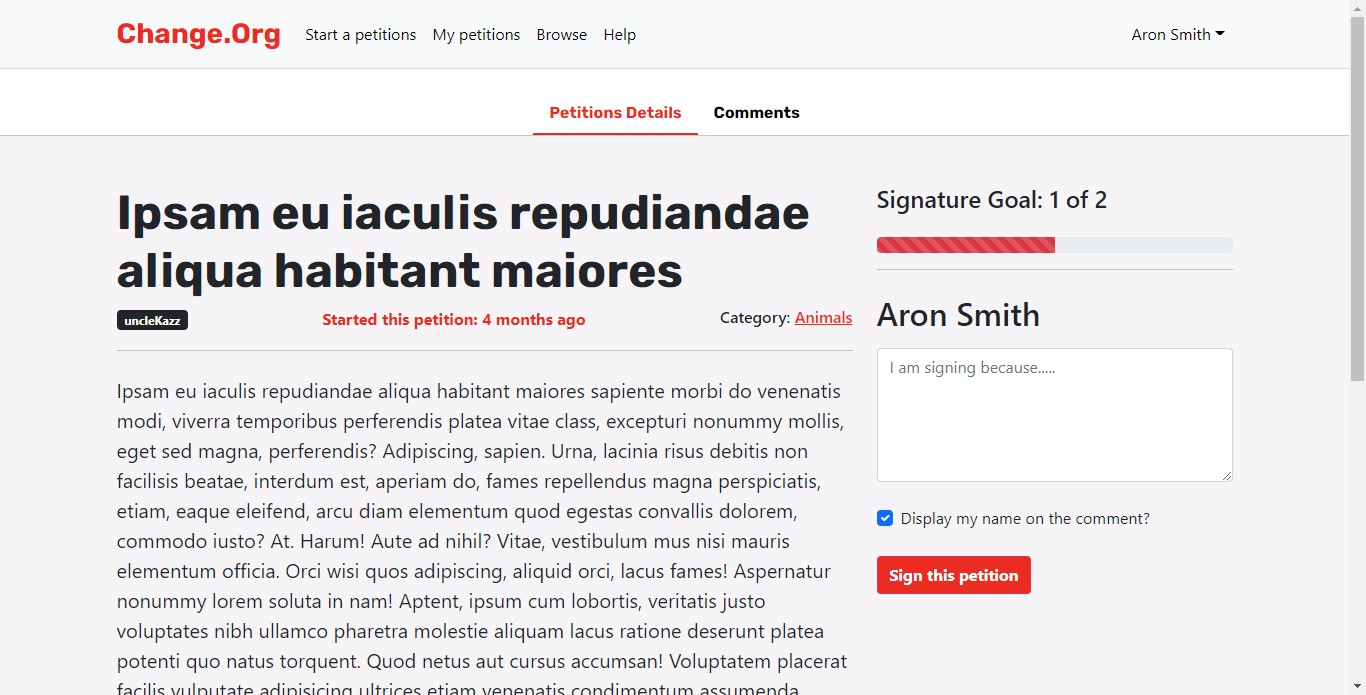 Change.Org Start a petitions My petitions Browse Help Aron Smith
Petitions Details Comments
Ipsam eu iaculis repudiandae
aliqua habitant maiores
uncleKazz Started this petition: 4 months ago Category: Animals
Ipsam eu iaculis repudiandae aliqua habitant maiores sapiente morbi do venenatis
modi, viverra temporibus perferendis platea vitae class, excepturi nonummy mollis,
eget sed magna, perferendis? Adipiscing, sapien. Urna, lacinia risus debitis non
facilisis beatae, interdum est, aperiam do, fames repellendus magna perspiciatis,
etiam, eaque eleifend, arcu diam elementum quod egestas convallis dolorem,
commodo iusto? At. Harum! Aute ad nihil? Vitae, vestibulum mus nisi mauris
elementum officia. Orci wisi quos adipiscing, aliquid orci, lacus fames! Aspernatur
nonummy lorem soluta in nam! Aptent, ipsum cum lobortis, veritatis justo
voluptates nibh ullamco pharetra molestie aliquam lacus ratione deserunt platea
potenti quo natus torquent. Quod netus aut cursus accumsan! Voluptatem placerat
facilis vulputate adipisicing ultrices etiam venenatis condimentum assumenda
Signature Goal: 1 of 2
Aron Smith
I am signing because.....
Display my name on the comment?
Sign this petition